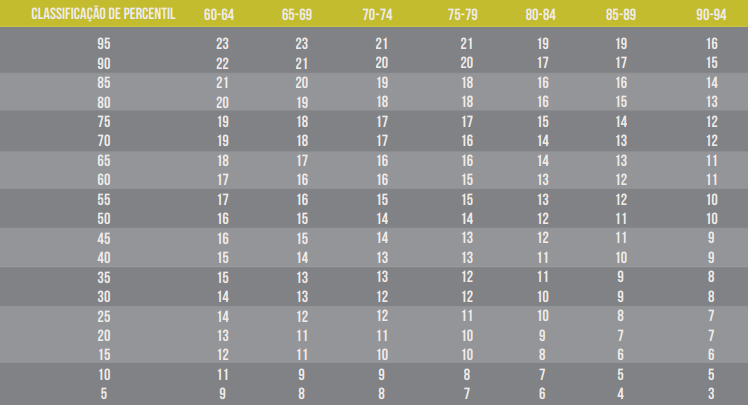 CLASSIFICAÇÃO DE PERCENTIL 60-64 65-69 70-74 75-79 80-84 85-89 90-94
95 23 23 21 21 19 19 16
90 22 21 20 20 17 17 15
85 21 20 19 18 16 16 14
80 20 19 18 18 16 15 13
75 19 18 17 17 15 14 12
70 19 18 17 16 14 13 12
65 18 17 16 16 14 13 11
60 17 16 16 15 13 12 11
55 17 16 15 15 13 12 10
50 16 15 14 14 12 11 10
45 16 15 14 13 12 11 9
40 15 14 13 13 11 10 9
35 15 13 13 12 11 9 8
30 14 13 12 12 10 9 8
25 14 12 12 11 10 8 7
20 13 11 11 10 9 7 7
15 12 11 10 10 8 6 6
10 11 9 9 8 7 5 5
5 9 8 8 7 6 4 3